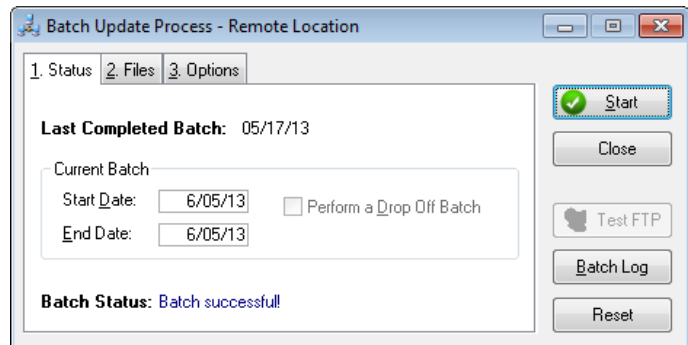 Batch Update Process - Remote Location
1. Status 2. Files 3. Options
Start
Last Completed Batch: 05/17/13
Close
Current Batch
Start Date: 6/05/13 Perform a Drop Off Batch
Test FTP
End Date: 6/05/13
Batch Log
Batch Status: Batch successful!
Reset